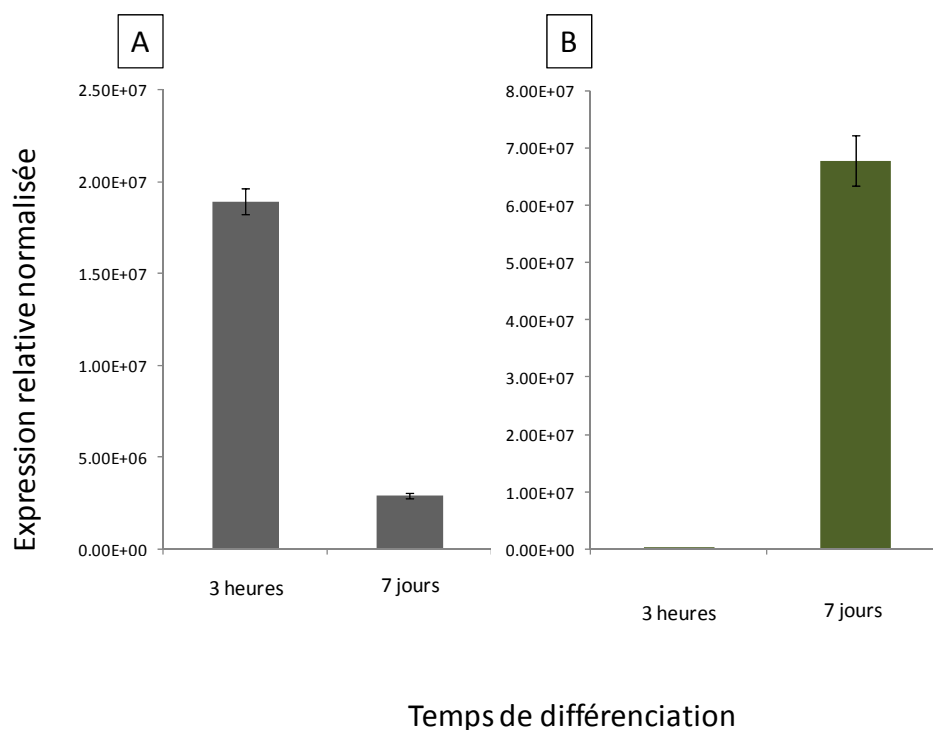 A
B
Expression relative normalisée
2.50E+07
2.00E+07
1.50E+07
1.00E+07
5.00E+06
0.00E+00
3 heures
7 jours
8.00E+07
7.00E+07
6.00E+07
5.00E+07
4.00E+07
3.00E+07
2.00E+07
1.00E+07
0.00E+00
3 heures
7 jours
Temps de différenciation